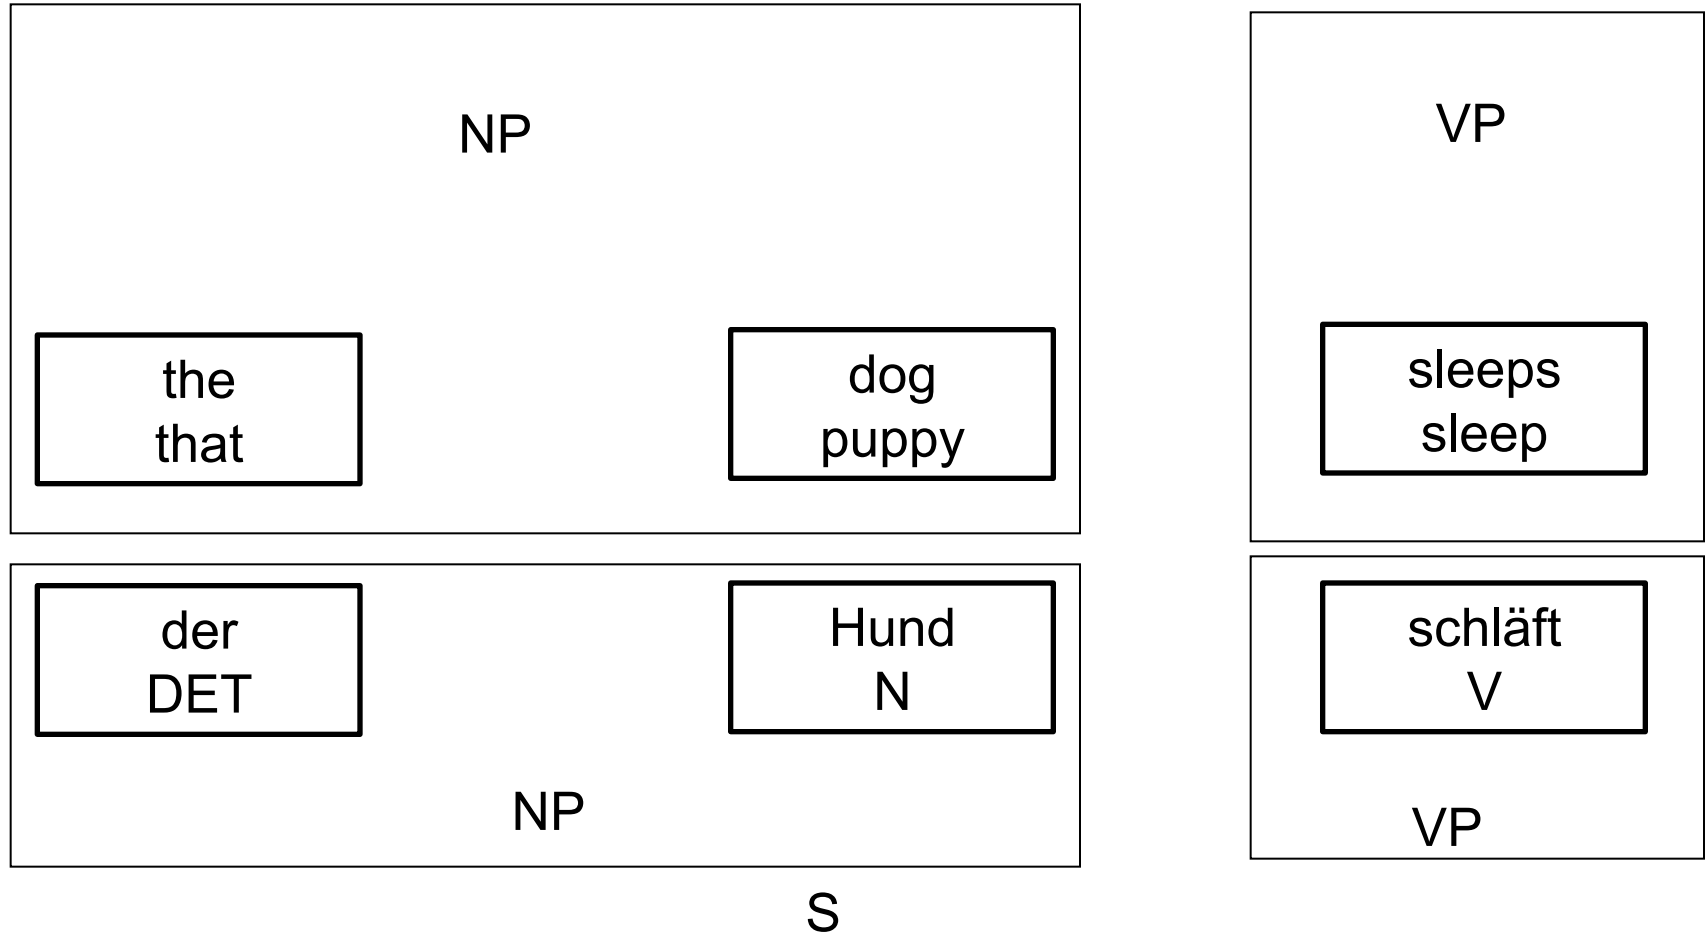 NP
the
that
dog
puppy
VP
sleeps
sleep
der
DET
Hund
N
NP
schläft
V
VP
S